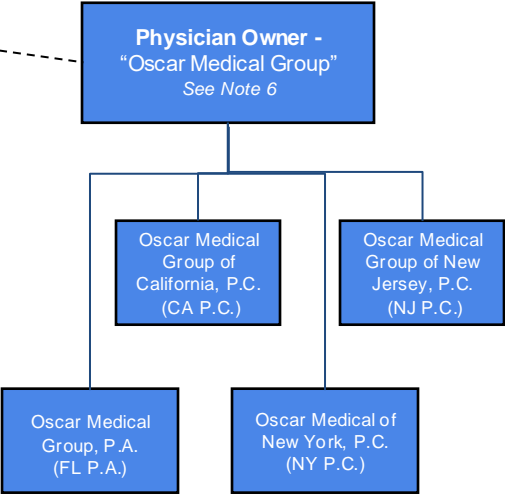 Physician Owner -
“Oscar Medical Group”
See Note 6
Oscar Medical
Group of
California, P.C.
(CA P.C.)
Oscar Medical
Group of New
Jersey, P.C.
(NJ P.C.)
Oscar Medical
Group, P.A.
(FL P.A.)
Oscar Medical of
New York, P.C.
(NY P.C.)